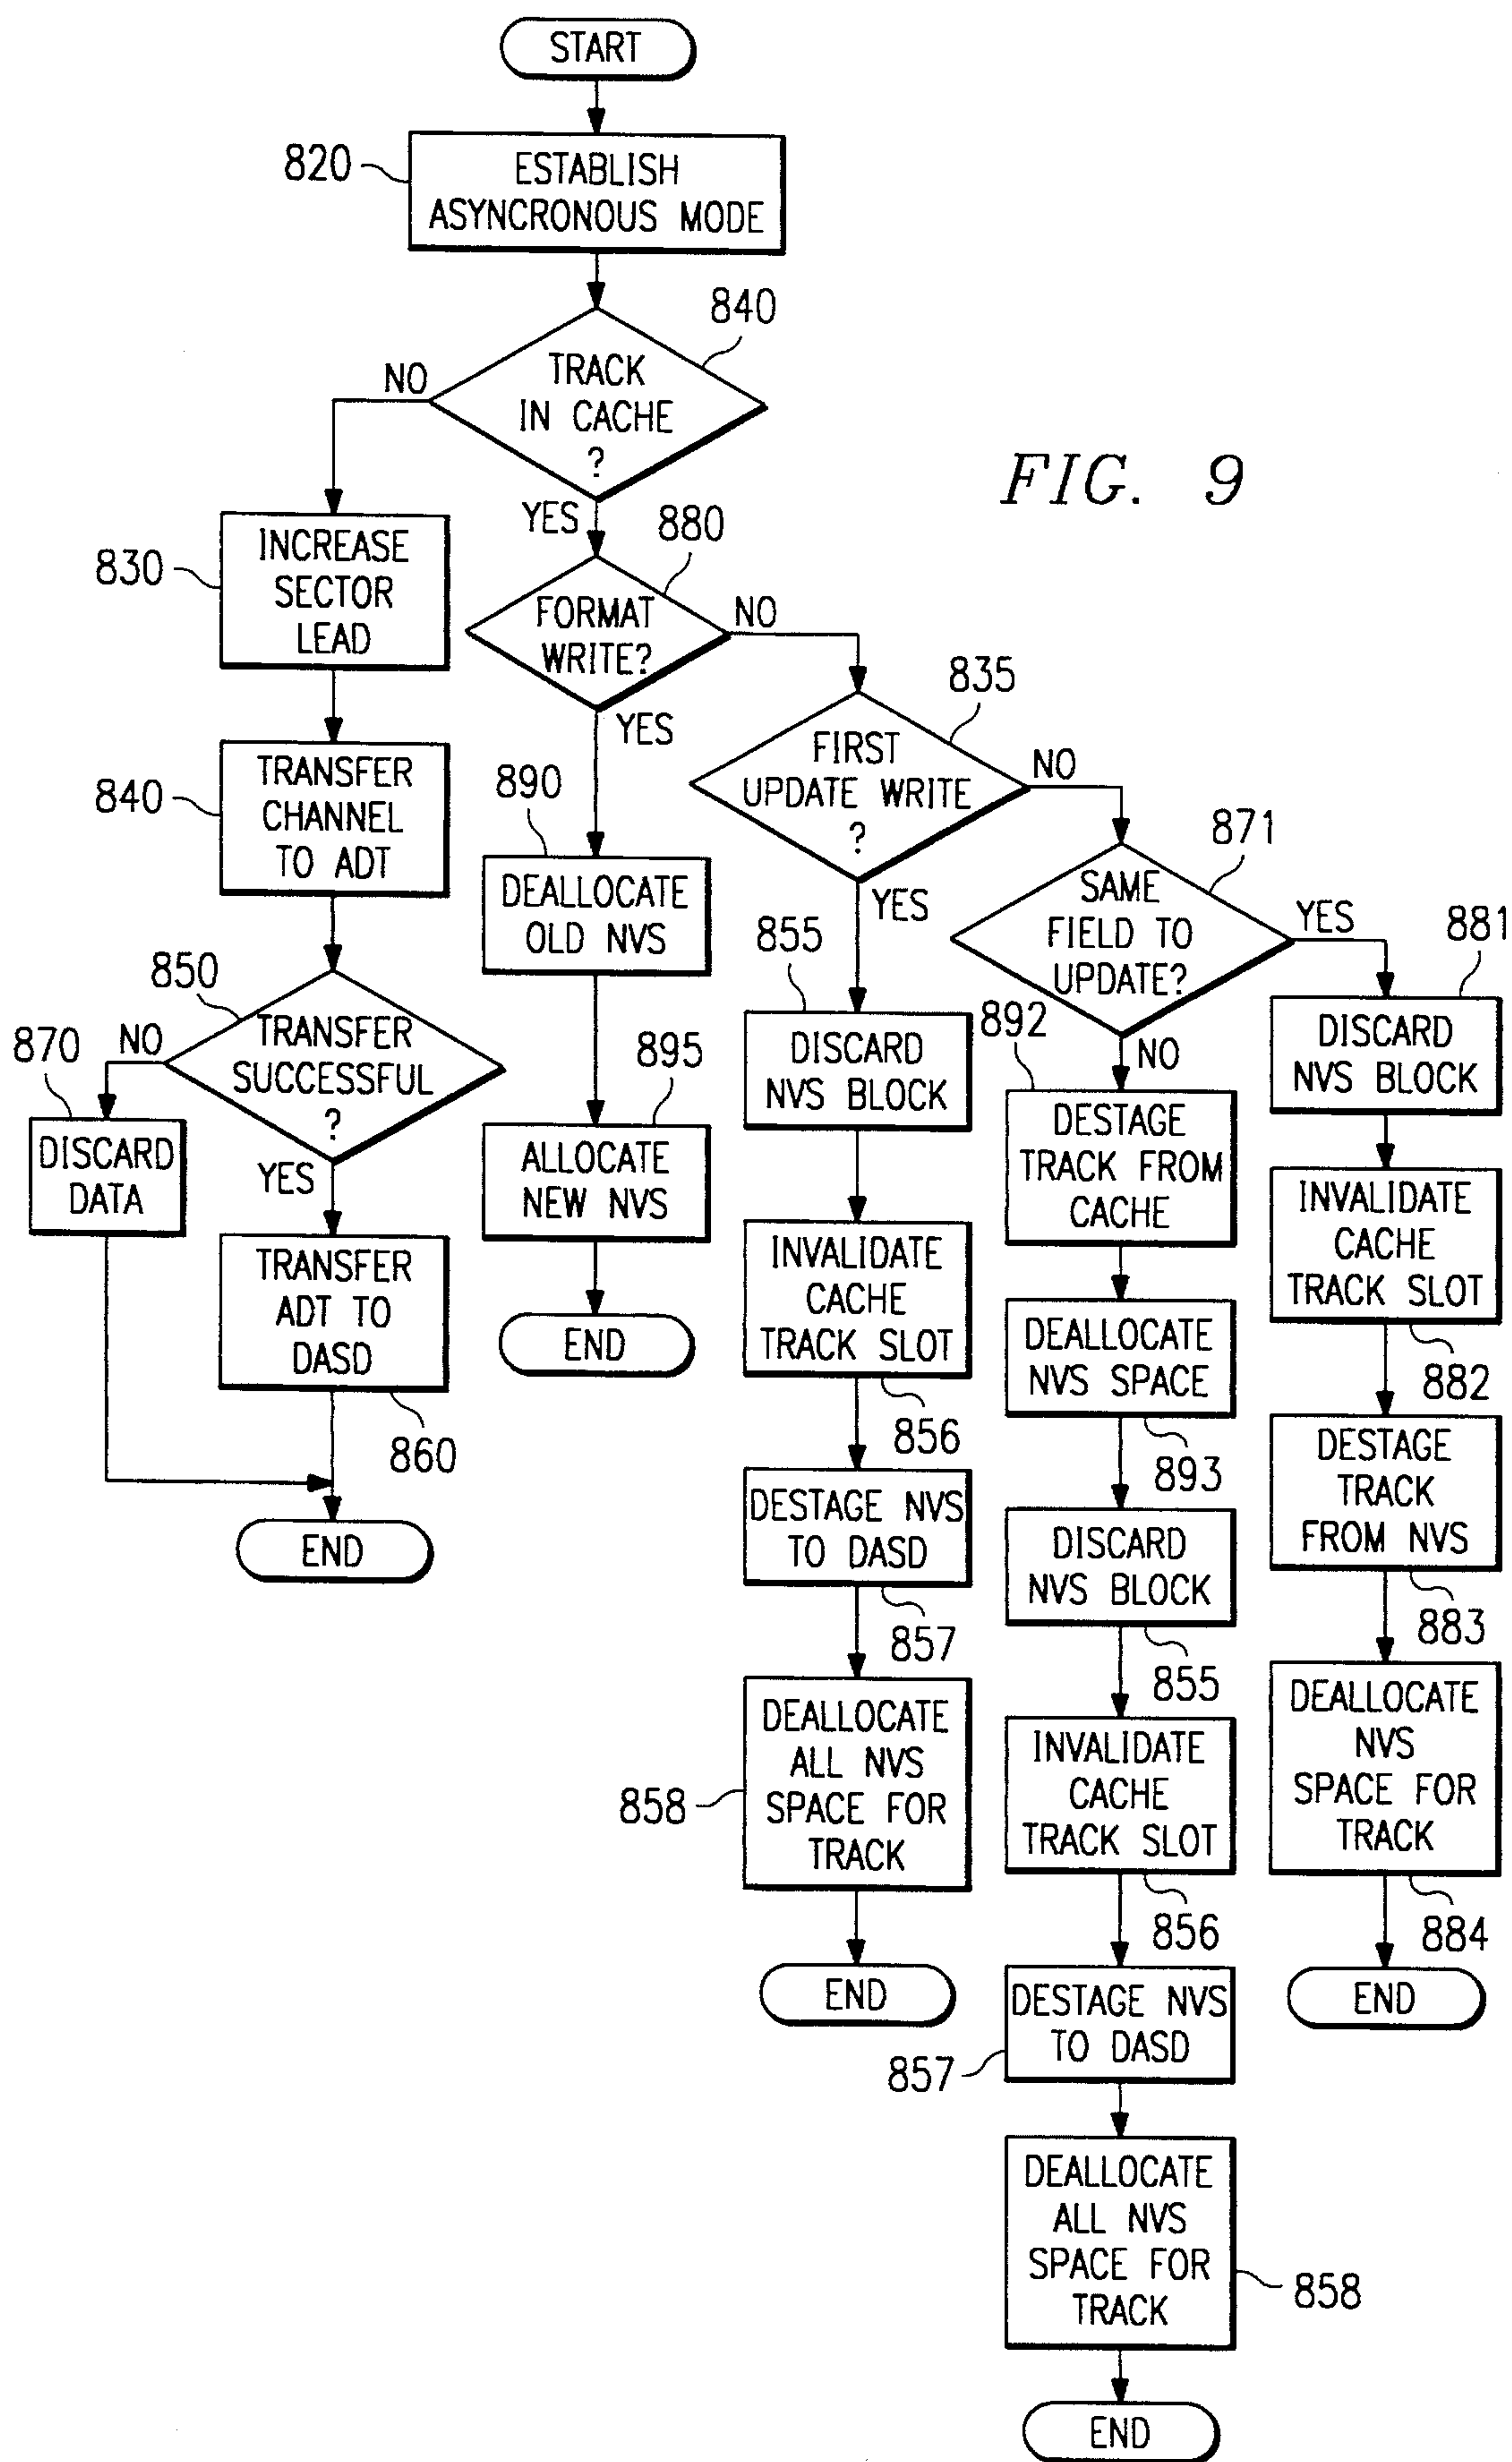 START
820
ESTABLISH
ASYNCRONOUS MODE
840
TRACK
IN CACHE
?
NO
YES
FIG. 9
830
INCREASE
SECTOR
LEAD
880
FORMAT
WRITE?
NO
YES
840
TRANSFER
CHANNEL
TO ADT
835
FIRST
UPDATE WRITE
?
NO
YES
890
DEALLOCATE
OLD NVS
871
SAME
FIELD TO
UPDATE?
YES
NO
850
TRANSFER
SUCCESSFUL
?
NO
YES
870
DISCARD
DATA
895
ALLOCATE
NEW NVS
END
TRANSFER
ADT TO
DASD
860
END
855
DISCARD
NVS BLOCK
INVALIDATE
CACHE
TRACK SLOT
856
DESTAGE NVS
TO DASD
857
DEALLOCATE
ALL NVS
SPACE FOR
TRACK
858
END
892
DESTAGE
TRACK FROM
CACHE
DEALLOCATE
NVS SPACE
893
DISCARD
NVS BLOCK
855
INVALIDATE
CACHE
TRACK SLOT
856
DESTAGE NVS
TO DASD
857
DEALLOCATE
ALL NVS
SPACE FOR
TRACK
858
END
881
DISCARD
NVS BLOCK
INVALIDATE
CACHE
TRACK SLOT
882
DESTAGE
TRACK
FROM NVS
883
DEALLOCATE
NVS
SPACE FOR
TRACK
884
END